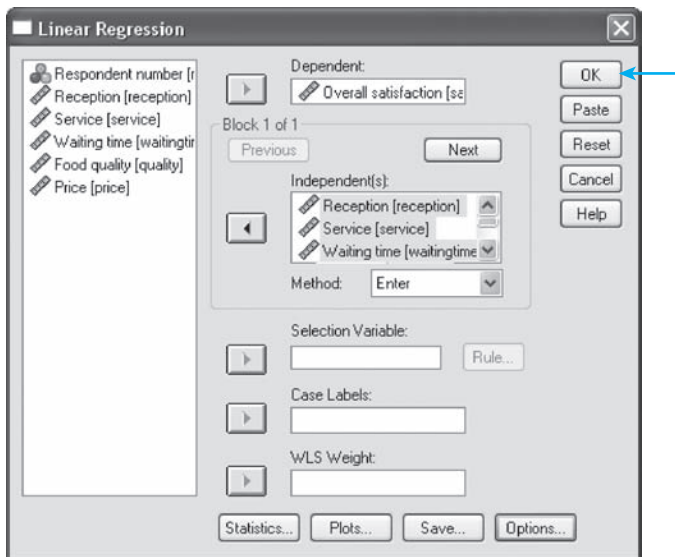 Linear Regression
Respondent number [r
Reception [reception]
Service [service]
Waiting time [waitingtir
Food quality [quality]
Price [price]
Dependent:
Overall satisfaction [sa
Block 1 of 1
Previous
Next
Independent(s):
Reception [reception]
Service [service]
Waiting time [waitingtime
Method:
Enter
Selection Variable:
Rule...
Case Labels:
WLS Weight:
Statistics...
Plots...
Save...
Options...
OK
Paste
Reset
Cancel
Help